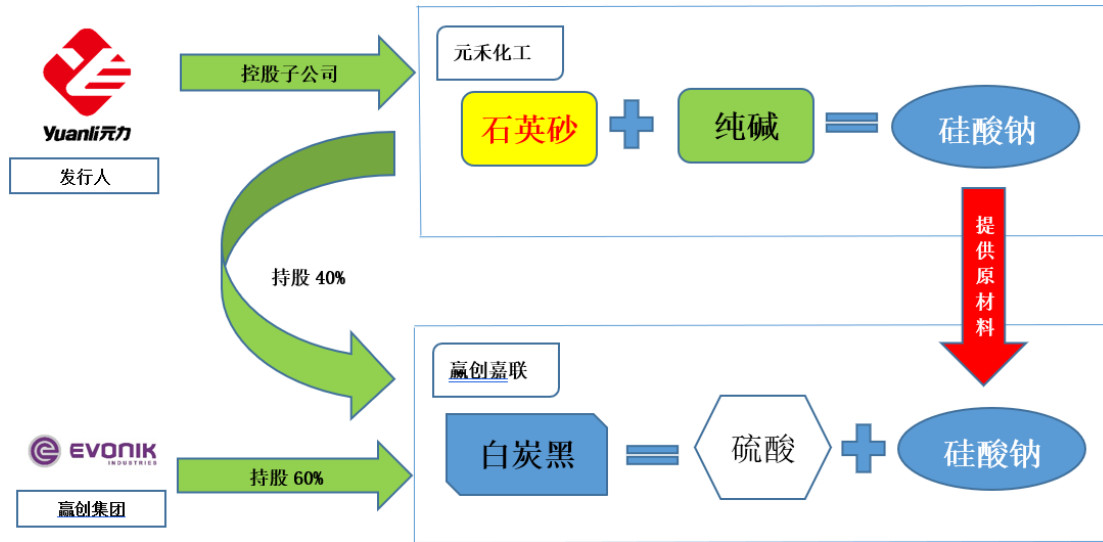 元禾化工
控股子公司
石英砂
纯碱
硅酸钠
Yuanli元力
发行人
提供原材料
持股 40%
赢创嘉联
EVONIK
INDUSTRIES
白炭黑
硫酸
硅酸钠
持股 60%
赢创集团